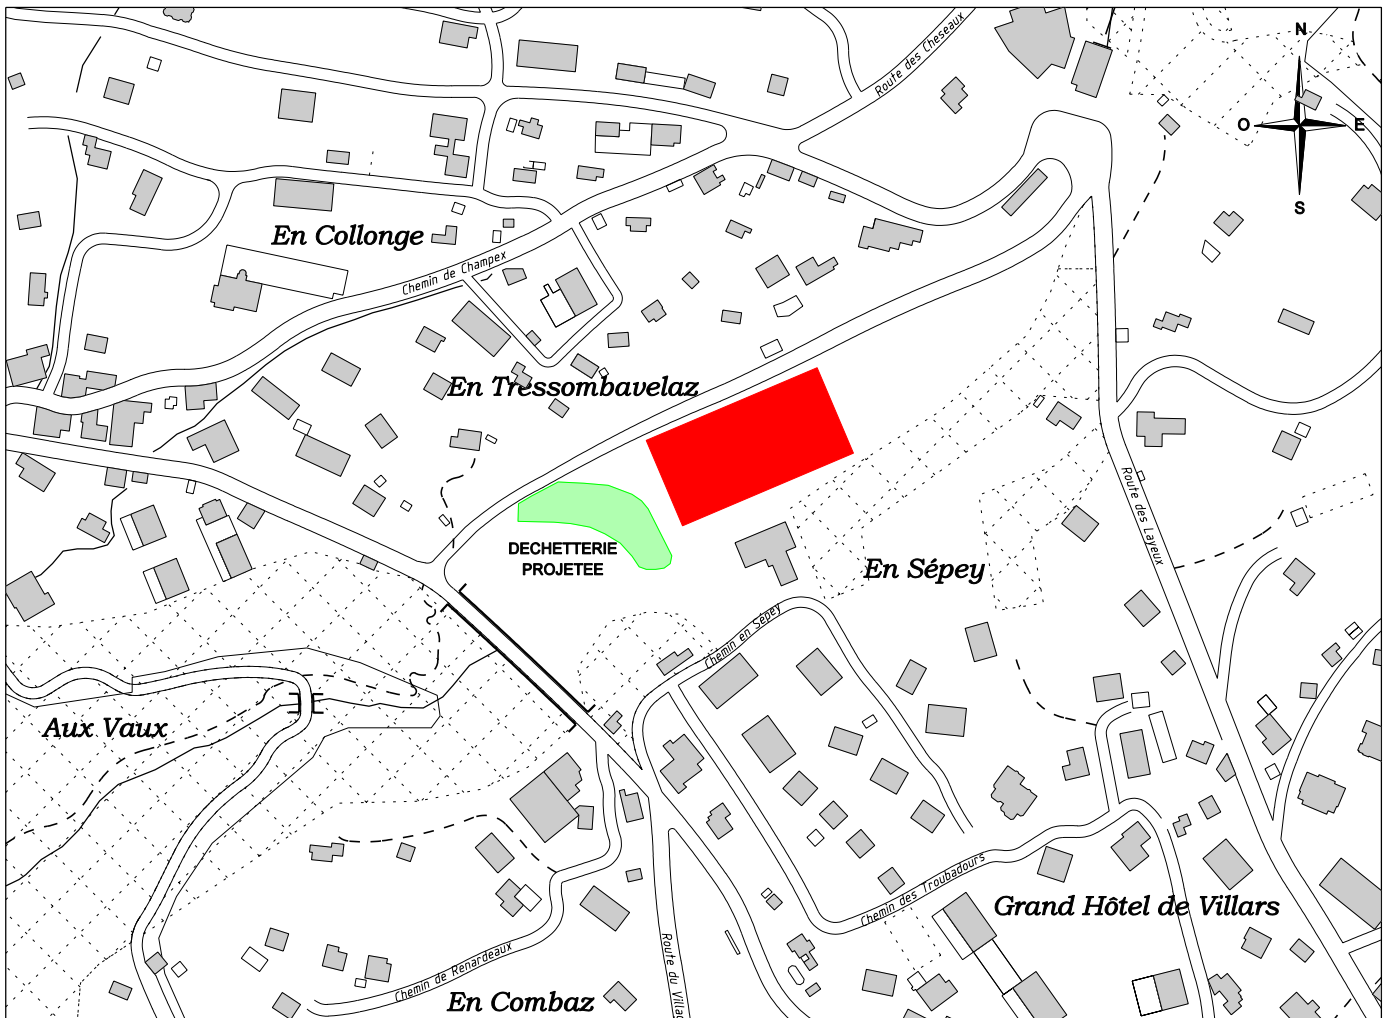 Route des Cheseaux
N
O
E
S
En Collonge
Chemin de Champex
En Tressombavelaz
Route des Layeux
DECHETTERIE
PROJETEE
En Sépey
Chemin en Sépey
Aux Vaux
Chemin des Troubadours
Grand Hôtel de Villars
Chemin de Renardeaux
Route du Villag
En Combaz